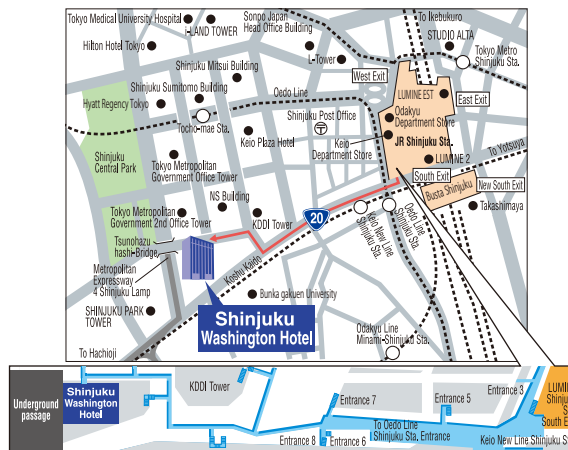 Tokyo Medical University Hospital
i-LAND TOWER
Sonpo Japan
Head Office Building
To Ikebukuro
STUDIO ALTA
Hilton Hotel Tokyo
L-Tower
Tokyo Metro
Shinjuku Sta.
Shinjuku Mitsui Building
West Exit
Shinjuku Sumitomo Building
Oedo Line
LUMINE EST
East Exit
Hyatt Regency Tokyo
Tocho-mae Sta.
Shinjuku Post Office
Odakyu
Department Store
JR Shinjuku Sta.
Keio Plaza Hotel
Keio
Department Store
To Yotsuya
Shinjuku
Central Park
Tokyo Metropolitan
Government Office Tower
LUMINE 2
South Exit
NS Building
Busta Shinjuku
New South Exit
Tokyo Metropolitan
Government 2nd Office Tower
KDDI Tower
20
Takashimaya
Tsunohazu
hashi-Bridge
Keio New Line
Shinjuku Sta.
Oedo Line
Shinjuku Sta.
Metropolitan
Expressway
4 Shinjuku Lamp
Koshu Kaido
SHINJUKU PARK
TOWER
Bunka gakuen University
Shinjuku
Washington Hotel
Odakyu Line
Minami-Shinjuku Sta.
To Hachioji
Underground
passage
Shinjuku
Washington
Hotel
KDDI Tower
Entrance 7
Entrance 5
Entrance 3
Entrance 8
Entrance 6
To Oedo Line
Shinjuku Sta, Entrance
Keio New Line Shinjuku St
LUMIN
Shinju
S
South E